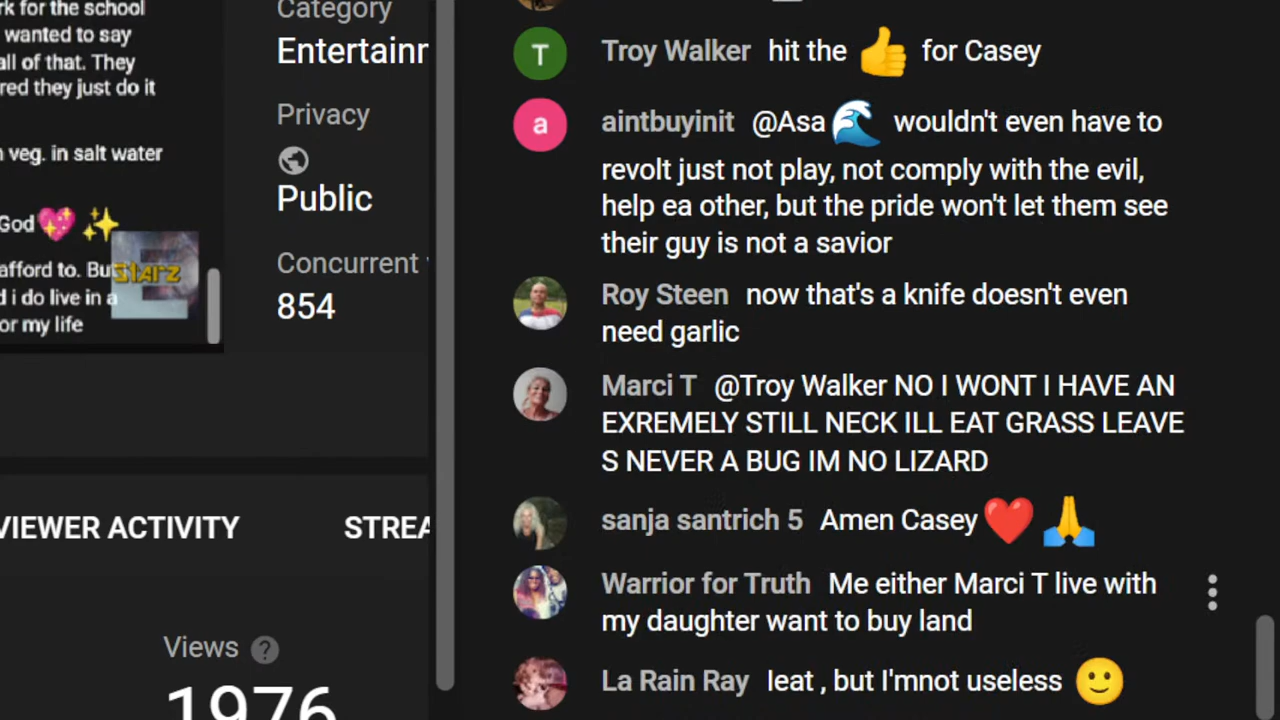 rk for the school
wanted to say
all of that. They
red they just do it
n veg. in salt water
God💖✨
afford to. Bu
d i do live in a
or my life
STARZ
Category
Entertainr
Privacy
Public
Concurrent
854
VIEWER ACTIVITY
STREA
Views ?
1976
T
Troy Walker hit the 👍 for Casey
a
aintbuyinit @Asa🌊 wouldn't even have to
revolt just not play, not comply with the evil,
help ea other, but the pride won't let them see
their guy is not a savior
Roy Steen now that's a knife doesn't even
need garlic
Marci T @Troy Walker NO I WONT I HAVE AN
EXREMELY STILL NECK ILL EAT GRASS LEAVE
S NEVER A BUG IM NO LIZARD
sanja santrich 5 Amen Casey❤️🙏
Warrior for Truth Me either Marci T live with
my daughter want to buy land
La Rain Ray Ieat , but I'mnot useless 🙂